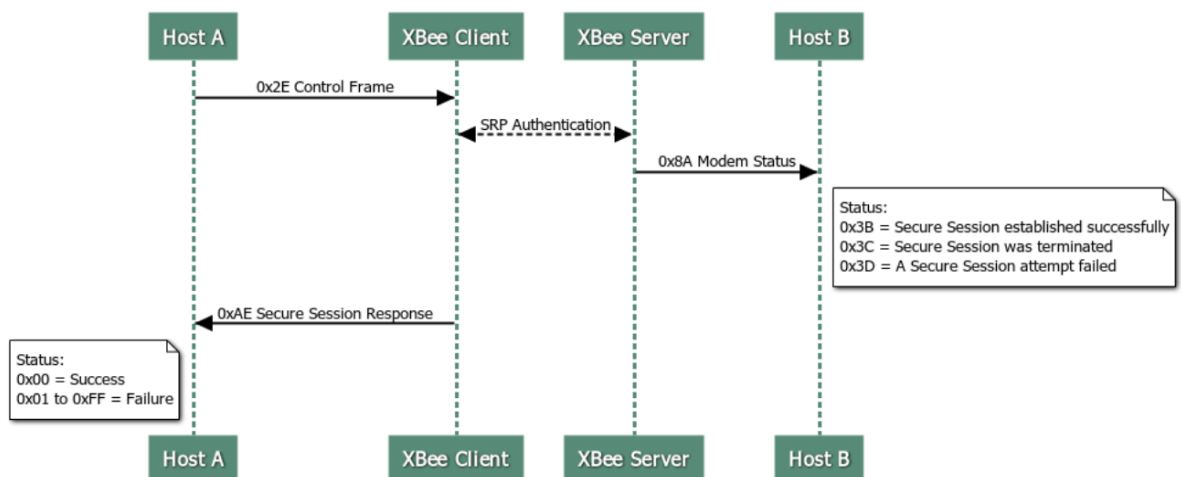 Host A
XBee Client
XBee Server
Host B
0x2E Control Frame
SRP Authentication
0x8A Modem Status
Status:
0x3B = Secure Session established successfully
0x3C = Secure Session was terminated
0x3D = A Secure Session attempt failed
0xAE Secure Session Response
Status:
0x00 = Success
0x01 to 0xFF = Failure
Host A
XBee Client
XBee Server
Host B